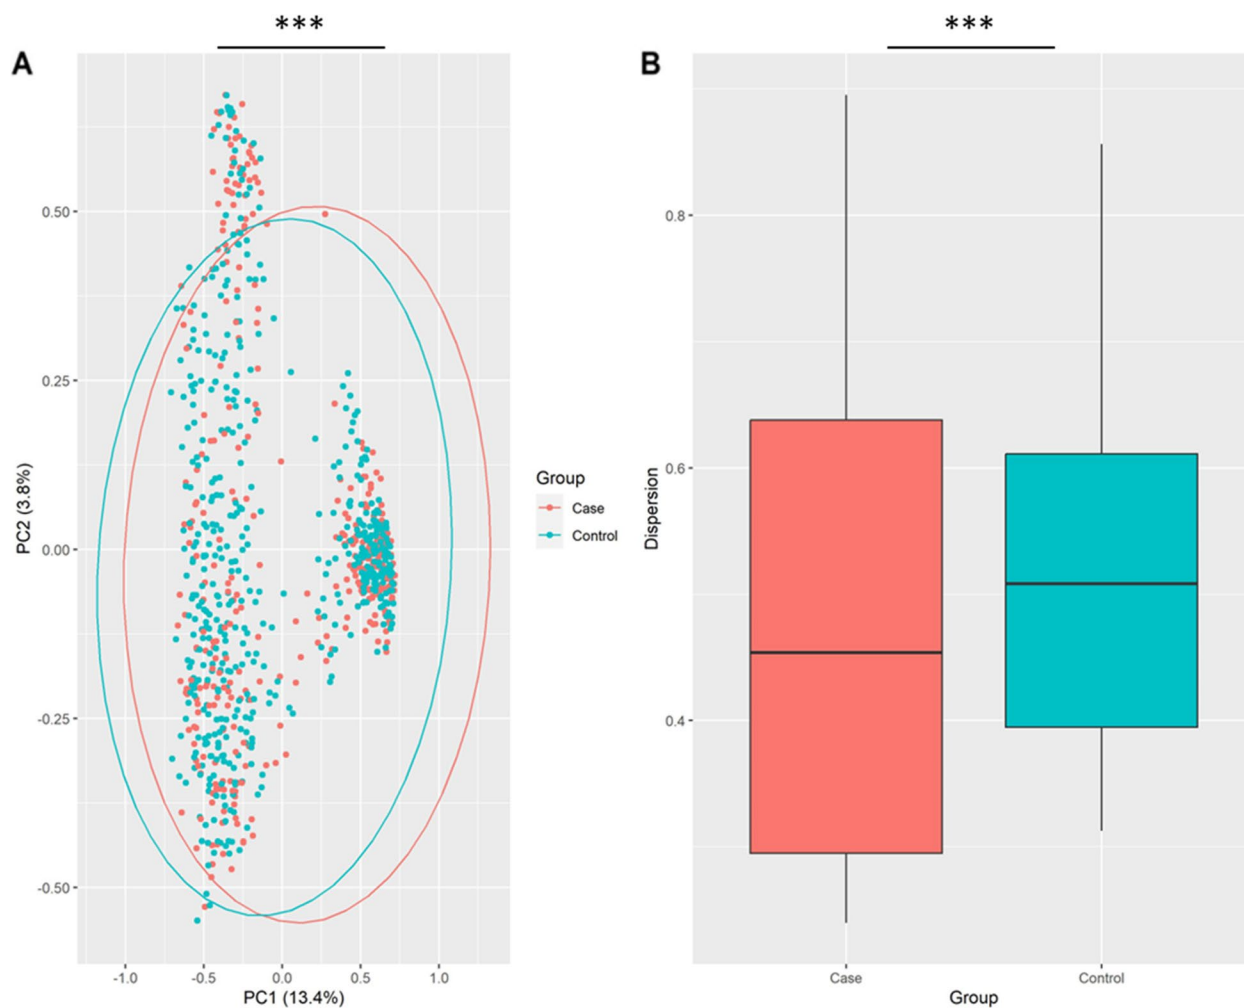 ***
***
A
B
0.50
0.25
0.00
-0.25
-0.50
PC2 (3.8%)
-1.0
-0.5
0.0
0.5
1.0
PC1 (13.4%)
Group
Case
Control
0.8
0.6
0.4
Dispersion
Case
Control
Group